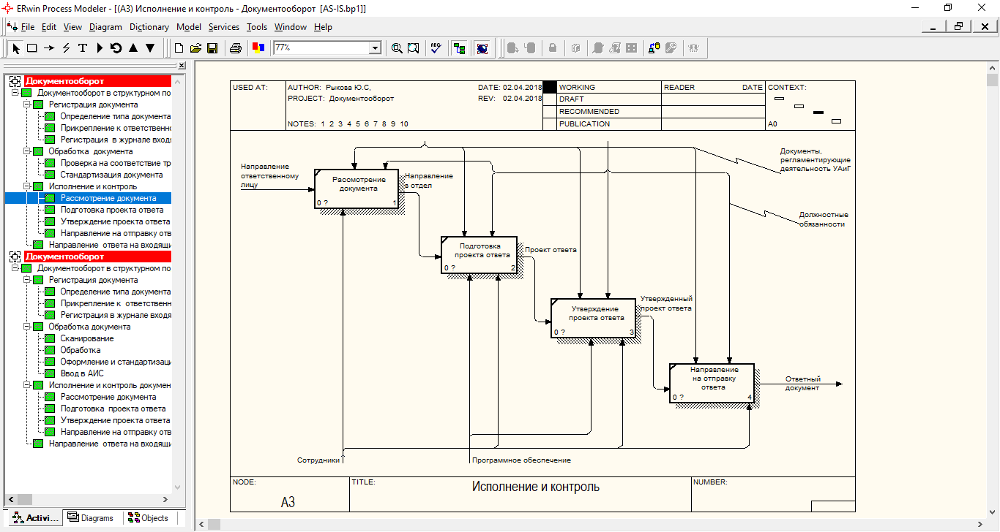 ERwin Process Modeler - [(A3) Исполнение и контроль - Документооборот [AS-IS.bp1]]
File Edit View Diagram Dictionary Model Services Tools Window Help
77%
ABC
Документооборот
Документооборот в структурном по
Регистрация документа
Определение типа документа
Прикрепление к ответственно
Регистрация в журнале входя
Обработка документа
Проверка на соответствие тр
Стандартизация документа
Исполнение и контроль
Рассмотрение документа
Подготовка проекта ответа
Утверждение проекта ответа
Направление на отправку отв
Направление ответа на входящи
Документооборот
Документооборот в структурном по
Регистрация документа
Определение типа документа
Прикрепление к ответственн
Регистрация в журнале входя
Обработка документа
Сканирование
Обработка
Оформление и стандартизаци
Ввод в АИС
Исполнение и контроль докумен
Рассмотрение документа
Подготовка проекта ответа
Утверждение проекта ответа
Направление на отправку отв
Направление ответа на входящи
Activi... Diagrams Objects
USED AT: AUTHOR: Рыкова Ю.С, DATE: 02.04.2018 WORKING READER DATE CONTEXT:
PROJECT: Документооборот REV: 02.04.2018 DRAFT
RECOMMENDED
NOTES: 1 2 3 4 5 6 7 8 9 10 PUBLICATION A0
Документы,
регламентирующие
деятельность УАиГ
Направление
ответственному
лицу
Рассмотрение
документа
0 ? 1
Направление
в отдел
Должностные
обязанности
Подготовка
проекта ответа
0 ? 2
Проект ответа
Утверждение
проекта ответа
0 ? 3
Утвержденный
проект ответа
Направление
на отправку
ответа
0 ? 4
Ответный
документ
Сотрудники Программное обеспечение
NODE: TITLE: NUMBER:
A3 Исполнение и контроль